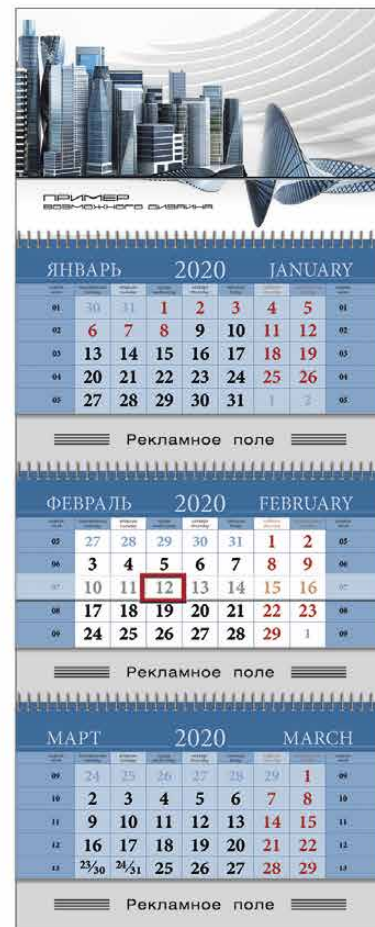 ПРИМЕР
ВОЗМОЖНОГО ДИЗАЙНА
ЯНВАРЬ 2020 JANUARY
01 30 31 1 2 3 4 5 01
02 6 7 8 9 10 11 12 02
03 13 14 15 16 17 18 19 03
04 20 21 22 23 24 25 26 04
05 27 28 29 30 31 1 2 05
Рекламное поле
ФЕВРАЛЬ 2020 FEBRUARY
05 27 28 29 30 31 1 2 05
06 3 4 5 6 7 8 9 06
07 10 11 12 13 14 15 16 07
08 17 18 19 20 21 22 23 08
09 24 25 26 27 28 29 1 09
Рекламное поле
МАРТ 2020 MARCH
09 24 25 26 27 28 29 1 09
10 2 3 4 5 6 7 8 10
11 9 10 11 12 13 14 15 11
12 16 17 18 19 20 21 22 12
13 23/30 24/31 25 26 27 28 29 13
Рекламное поле